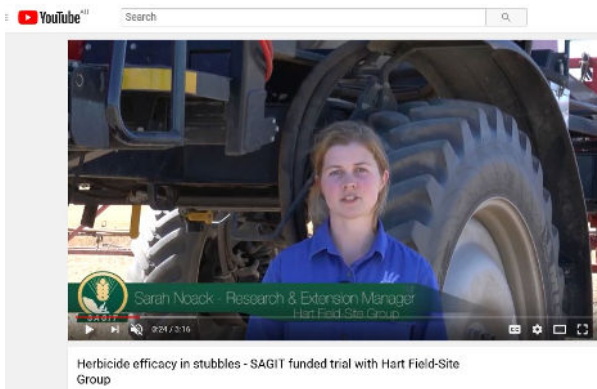 YouTube AU
Search
Sarah Noack - Research & Extension Manager
Hart Field-Site Group
SAGIT
0:24 / 3:16
CC
Herbicide efficacy in stubbles - SAGIT funded trial with Hart Field-Site
Group